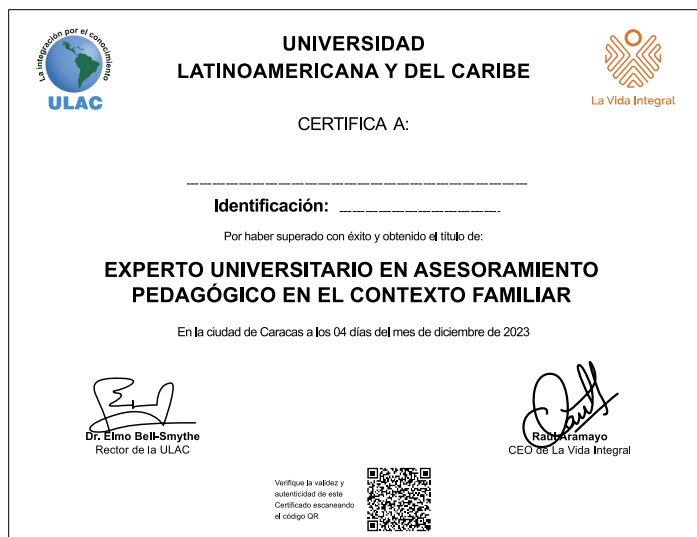 La integración por el conocimiento
ULAC
UNIVERSIDAD
LATINOAMERICANA Y DEL CARIBE
La Vida Integral
CERTIFICA A:
Identificación:
Por haber superado con éxito y obtenido el título de:
EXPERTO UNIVERSITARIO EN ASESORAMIENTO
PEDAGÓGICO EN EL CONTEXTO FAMILIAR
En la ciudad de Caracas a los 04 días del mes de diciembre de 2023
Dr. Elmo Bell-Smythe
Rector de la ULAC
Raúl Aramayo
CEO de La Vida Integral
Verifique la validez y
autenticidad de este
Certificado escaneando
el código QR